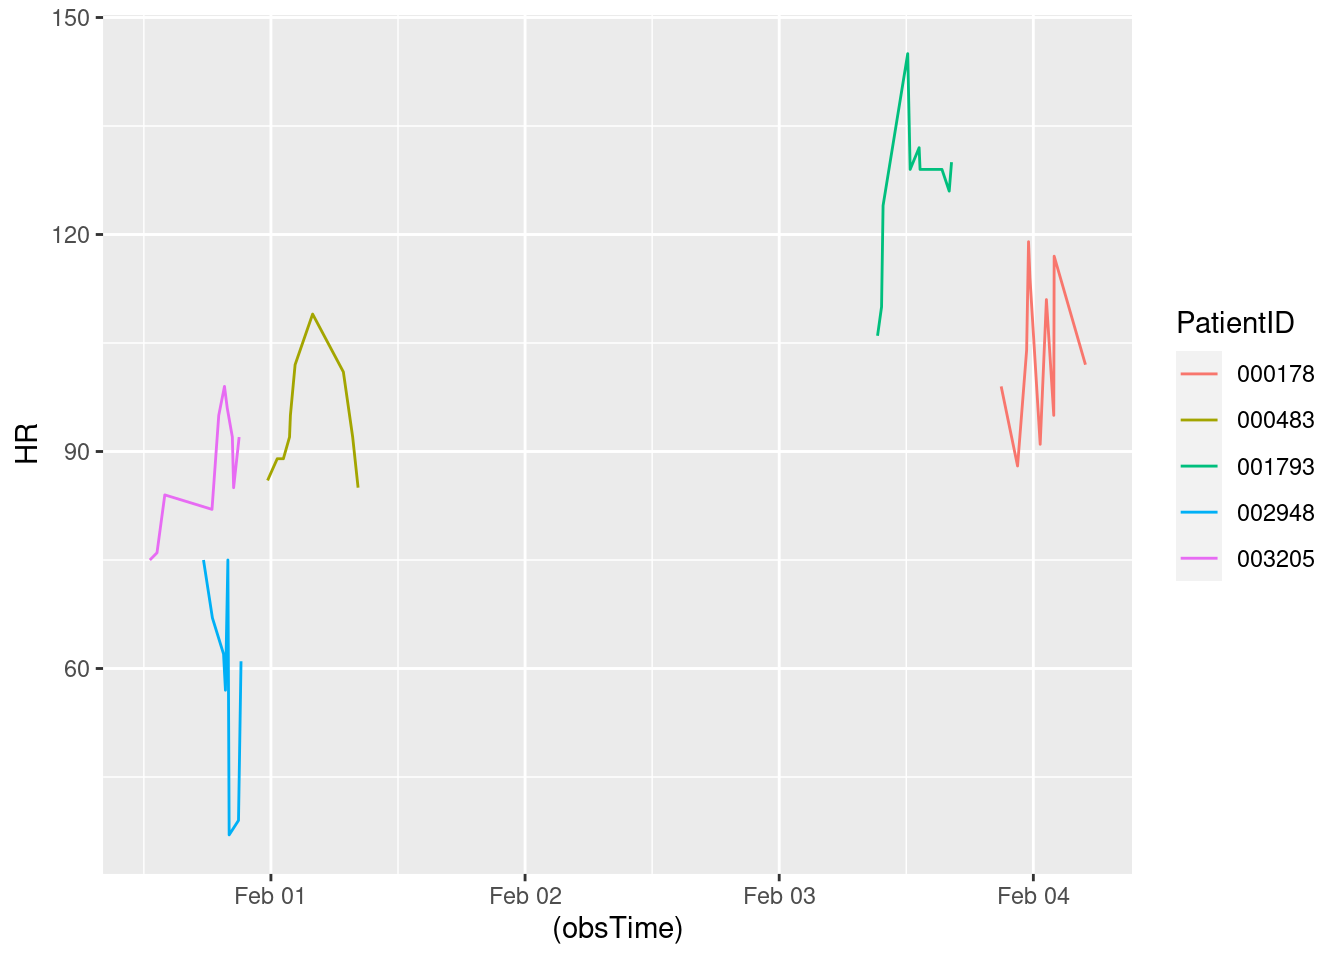 150
120
90
60
HR
Feb 01
Feb 02
Feb 03
Feb 04
(obsTime)
PatientID
000178
000483
001793
002948
003205